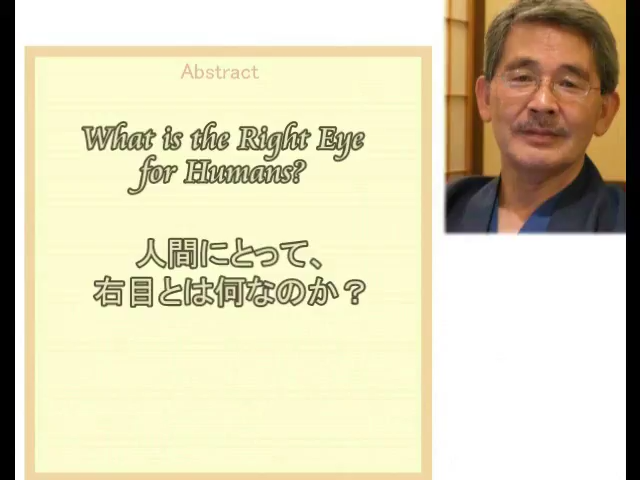 Abstract
What is the Right Eye
for Humans?
人間にとって、
右目とは何なのか？